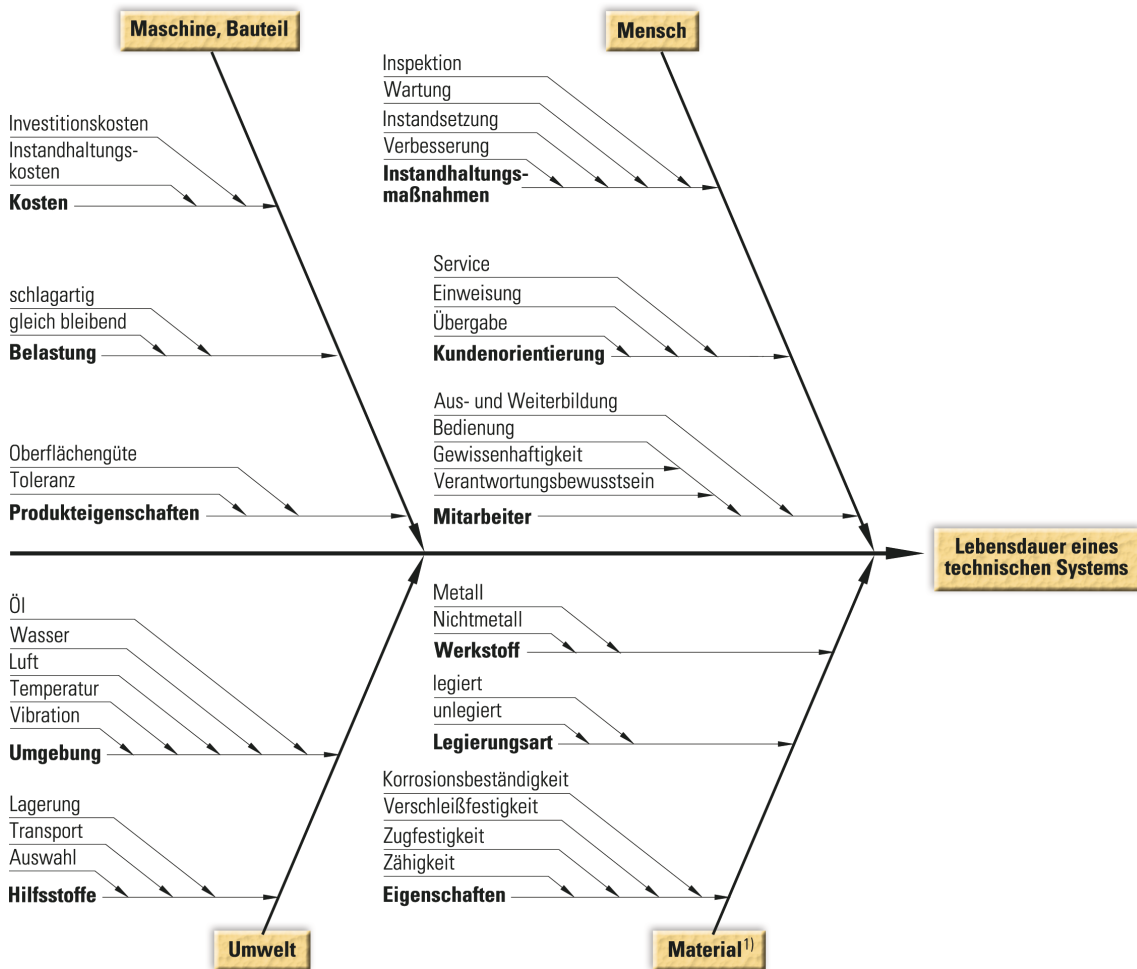 Maschine, Bauteil
Investitionskosten
Instandhaltungs-
kosten
Kosten
schlagartig
gleich bleibend
Belastung
Oberflächengüte
Toleranz
Produkteigenschaften
Mensch
Inspektion
Wartung
Instandsetzung
Verbesserung
Instandhaltungs-
maßnahmen
Service
Einweisung
Übergabe
Kundenorientierung
Aus- und Weiterbildung
Bedienung
Gewissenhaftigkeit
Verantwortungsbewusstsein
Mitarbeiter
Lebensdauer eines
technischen Systems
Öl
Wasser
Luft
Temperatur
Vibration
Umgebung
Lagerung
Transport
Auswahl
Hilfsstoffe
Umwelt
Metall
Nichtmetall
Werkstoff
legiert
unlegiert
Legierungsart
Korrosionsbeständigkeit
Verschleißfestigkeit
Zugfestigkeit
Zähigkeit
Eigenschaften
Material1)